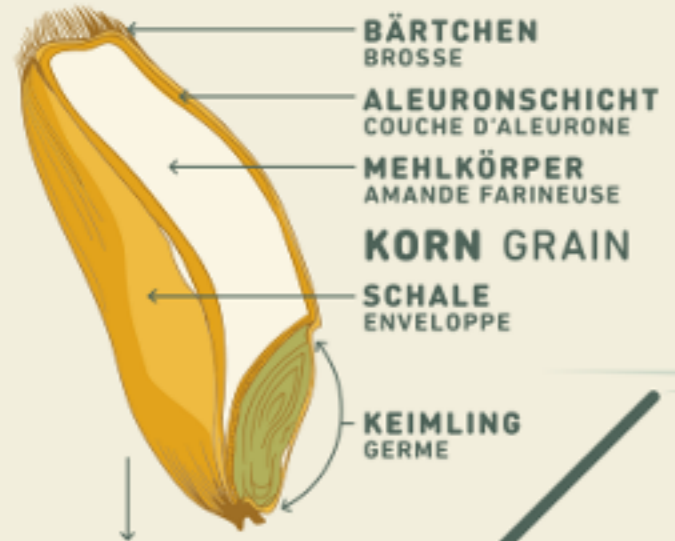 BÄRTCHEN
BROSSE
ALEURONSCHICHT
COUCHE D'ALEURONE
MEHLKÖRPER
AMANDE FARINEUSE
KORN GRAIN
SCHALE
ENVELOPPE
KEIMLING
GERME